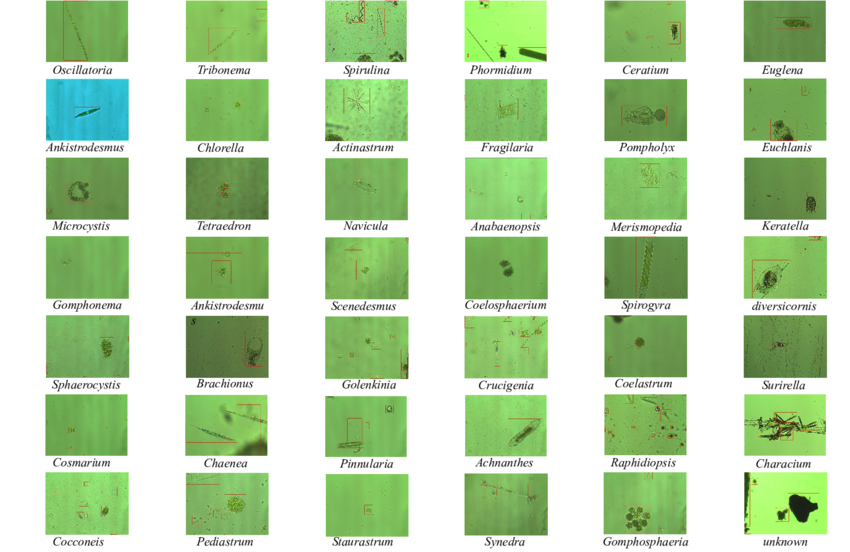 Oscillatoria Tribonema Spirulina Phormidium Ceratium Euglena
Ankistrodesmus Chlorella Actinastrum Fragilaria Pompholyx Euchlanis
Microcystis Tetraedron Navicula Anabaenopsis Merismopedia Keratella
Gomphonema Ankistrodesmu Scenedesmus Coelosphaerium Spirogyra diversicornis
S
Sphaerocystis Brachionus Golenkinia Crucigenia Coelastrum Surirella
Cosmarium Chaenea Pinnularia Achnanthes Raphidiopsis Characium
Cocconeis Pediastrum Staurastrum Synedra Gomphosphaeria unknown